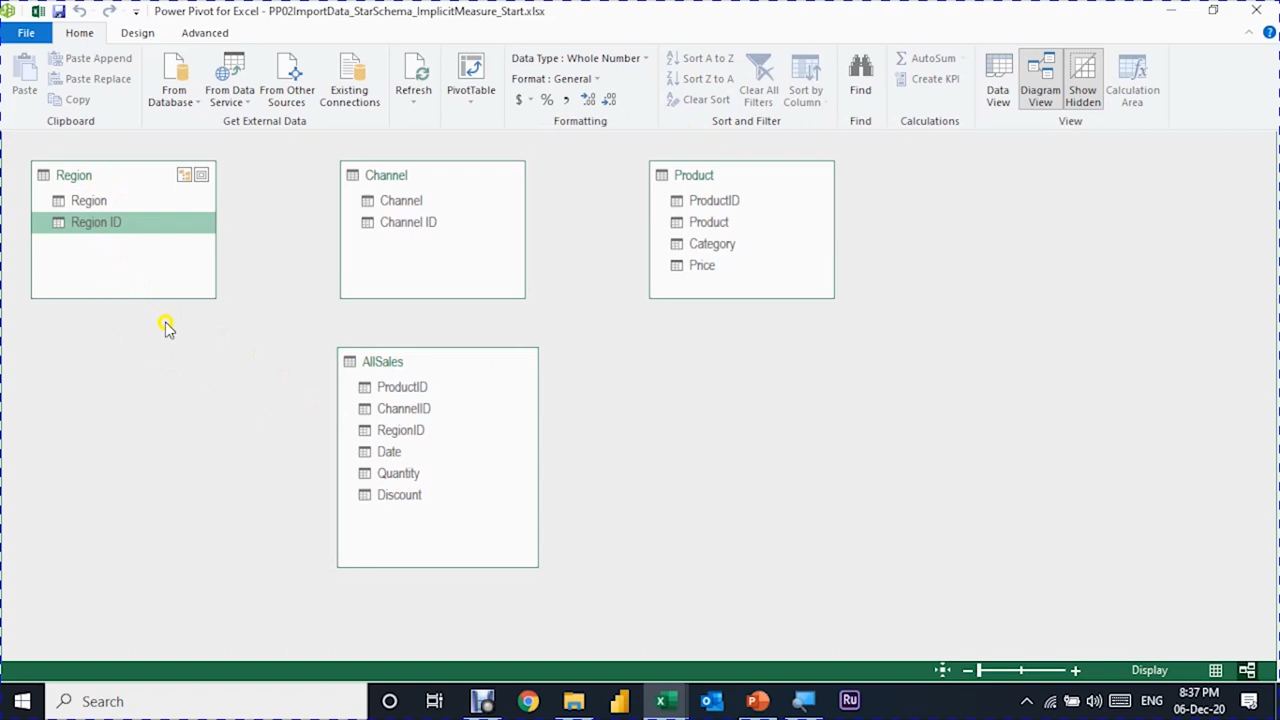 Power Pivot for Excel - PP02ImportData_StarSchema_ImplicitMeasure_Start.xlsx
File Home Design Advanced
Paste
Paste Append
Paste Replace
Copy
Clipboard
From Database
From Data Service
From Other Sources
Existing Connections
Get External Data
Refresh
PivotTable
Data Type : Whole Number
Format : General
$ % ,
Formatting
Sort A to Z
Sort Z to A
Clear Sort
Clear All Filters
Sort by Column
Sort and Filter
Find
Find
AutoSum
Create KPI
Calculations
Data View
Diagram View
Show Hidden
Calculation Area
View
Region
Region
Region ID
Channel
Channel
Channel ID
Product
ProductID
Product
Category
Price
AllSales
ProductID
ChannelID
RegionID
Date
Quantity
Discount
Display
Search
Ru
ENG
8:37 PM
06-Dec-20